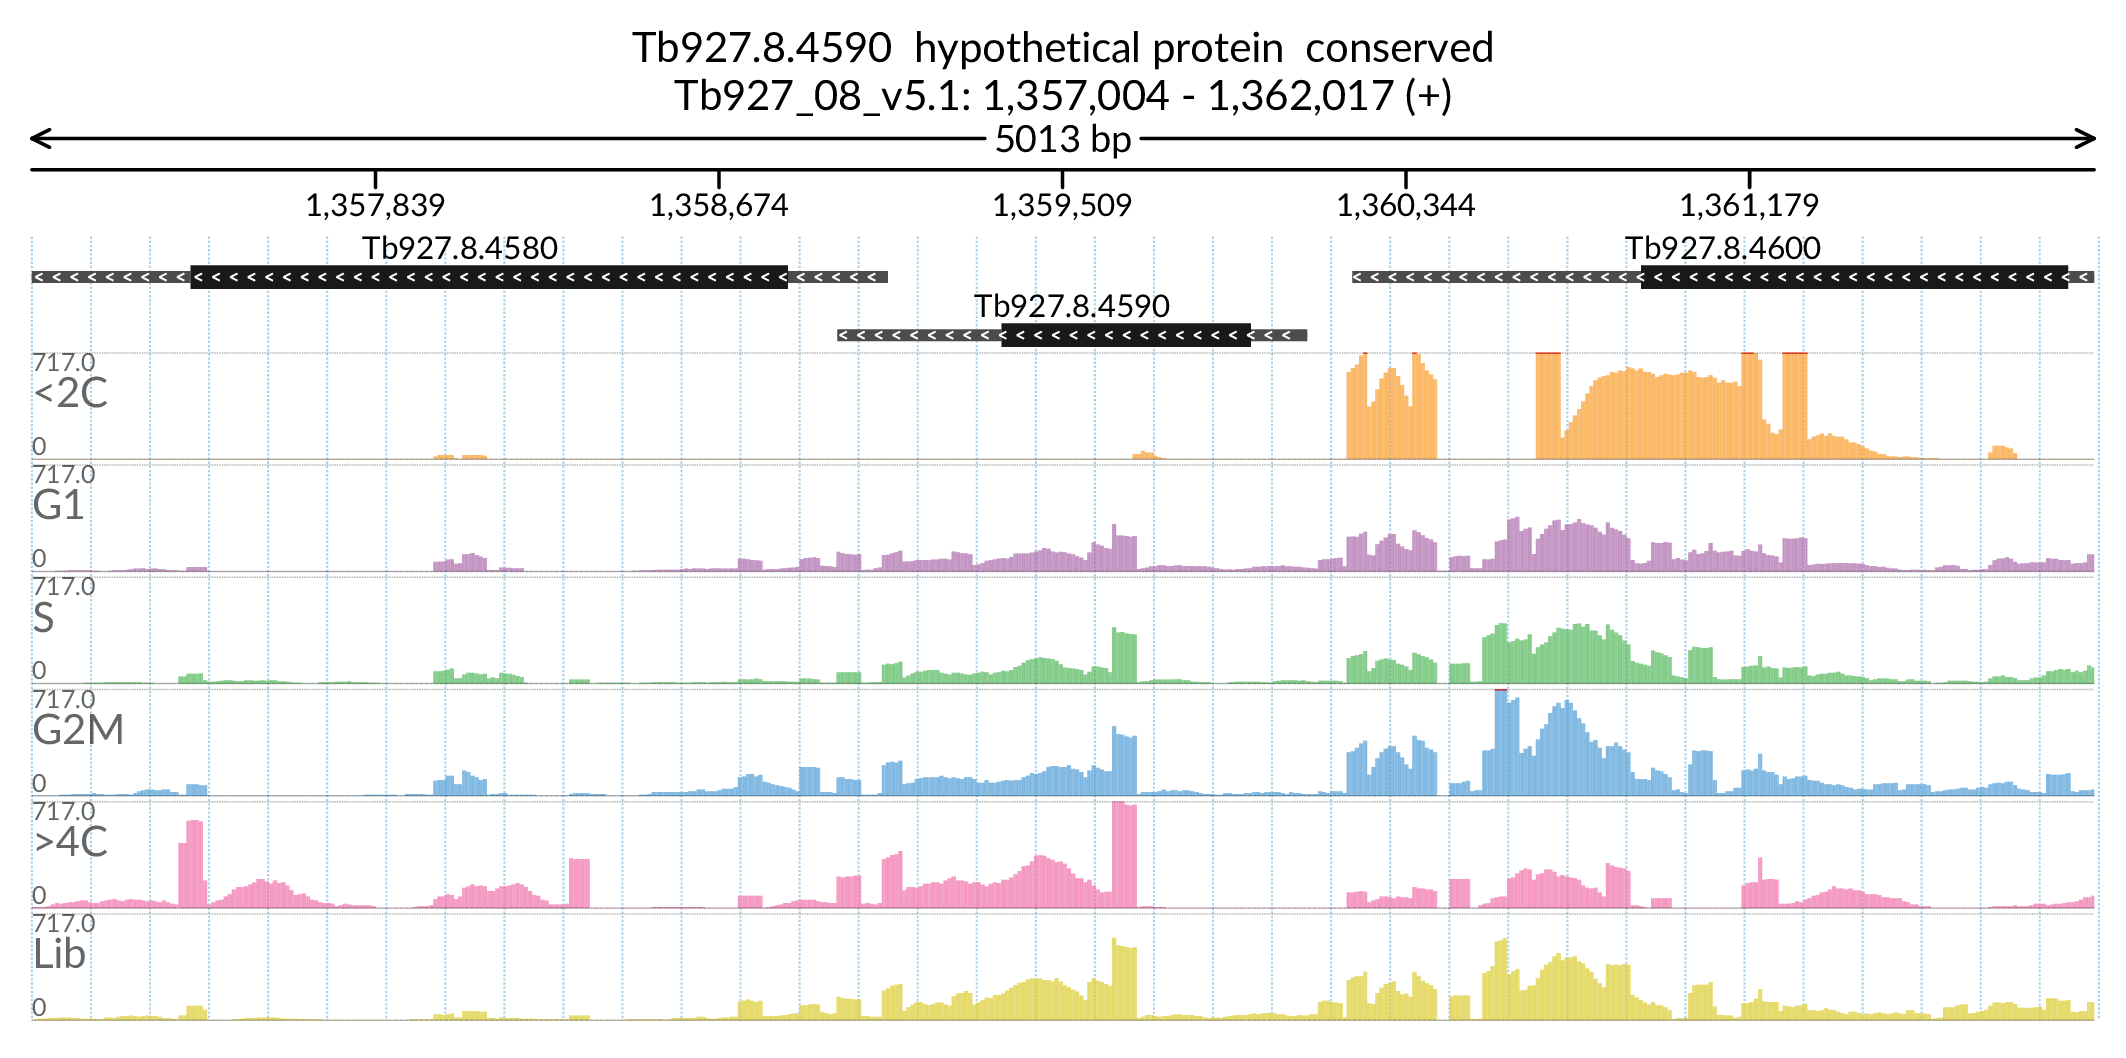 Tb927.8.4590 hypothetical protein conserved
Tb927_08_v5.1: 1,357,004 - 1,362,017 (+)
5013 bp
1,357,839 1,358,674 1,359,509 1,360,344 1,361,179
Tb927.8.4580 Tb927.8.4600
Tb927.8.4590
717.0
<2C
0
717.0
G1
0
717.0
S
0
717.0
G2M
0
717.0
>4C
0
717.0
Lib
0